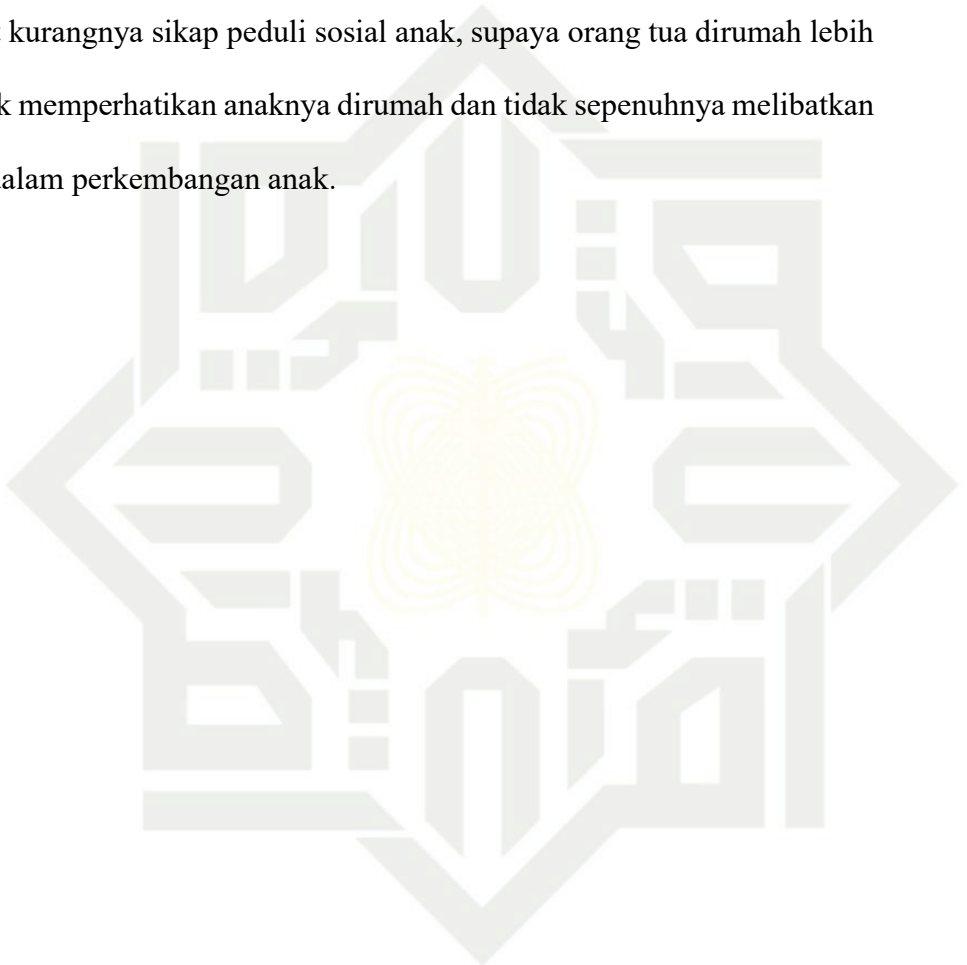 kurangnya sikap peduli sosial anak, supaya orang tua dirumah lebih
memperhatikan anaknya dirumah dan tidak sepenuhnya melibatkan
dalam perkembangan anak.